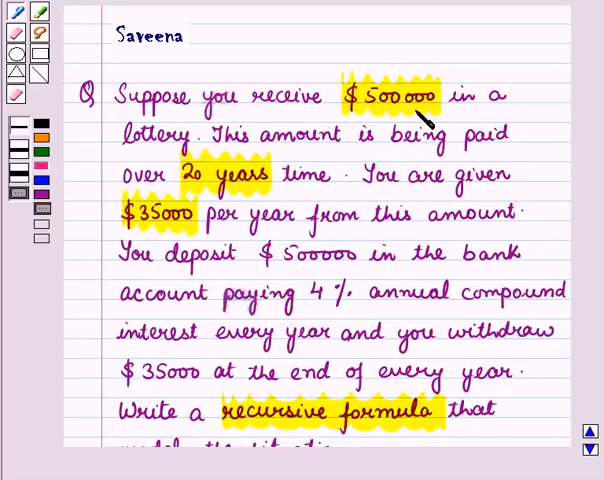 Saveena
Q Suppose you receive $500000 in a
lottery. This amount is being paid
over 20 years time. You are given
$35000 per year from this amount.
You deposit $500000 in the bank
account paying 4% annual compound
interest every year and you withdraw
$35000 at the end of every year.
Write a recursive formula that